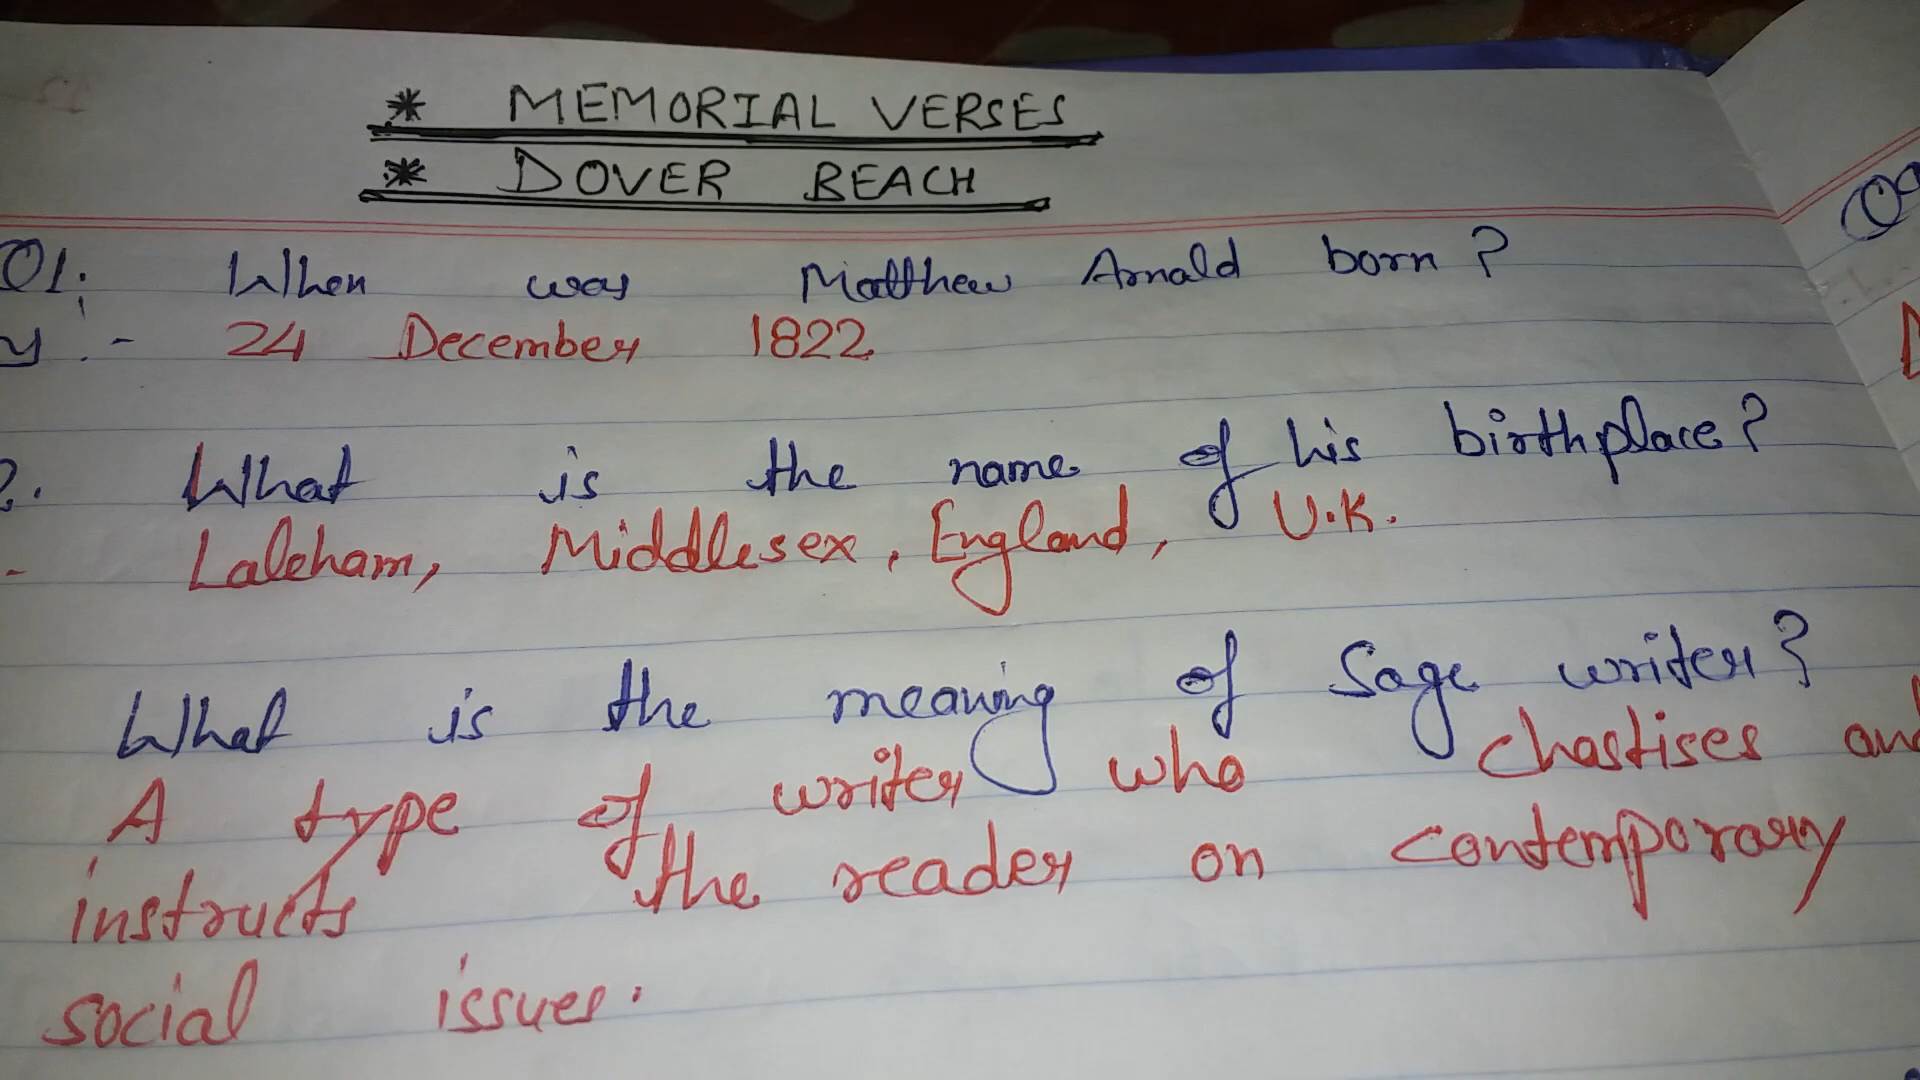 * MEMORIAL VERSES
* DOVER BEACH
Q1: When was Matthew Arnald born?
:- 24 December 1822
2. What is the name of his birthplace?
- Laleham, Middlesex, England, U.K.
What is the meaning of Sage writer?
A type of writer who chastises and
instructs the reader on contemporary
social issues.